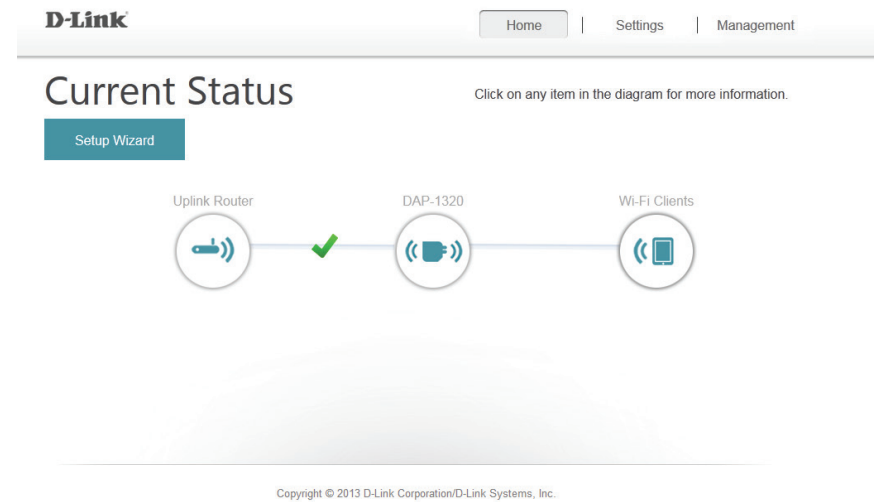 D-Link
Home Settings Management
Current Status
Click on any item in the diagram for more information.
Setup Wizard
Uplink Router DAP-1320 Wi-Fi Clients
Copyright © 2013 D-Link Corporation/D-Link Systems, Inc.